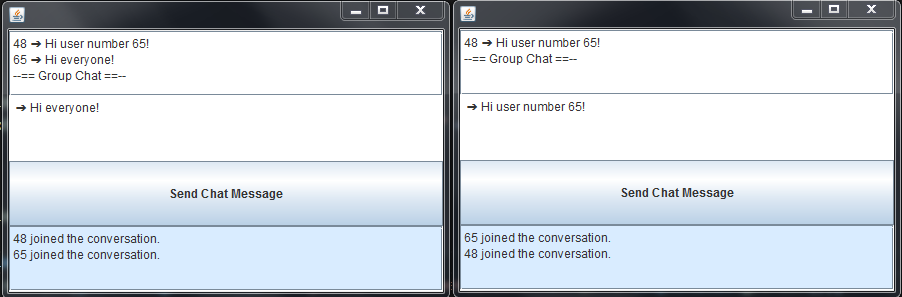 48 ➔ Hi user number 65!
65 ➔ Hi everyone!
--== Group Chat ==--
➔ Hi everyone!
Send Chat Message
48 joined the conversation.
65 joined the conversation.
48 ➔ Hi user number 65!
--== Group Chat ==--
➔ Hi user number 65!
Send Chat Message
65 joined the conversation.
48 joined the conversation.